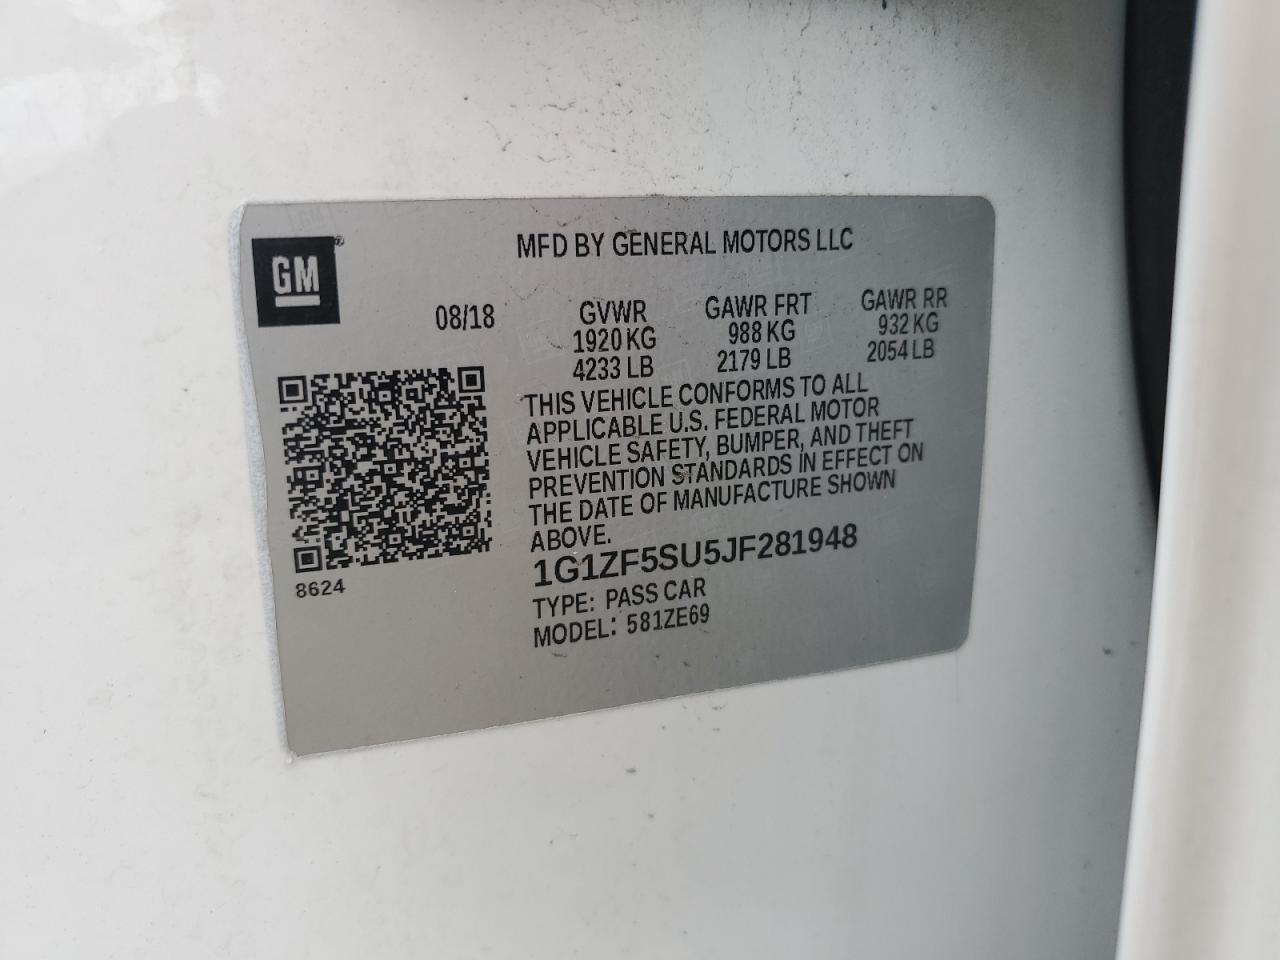 MFD BY GENERAL MOTORS LLC
GM®
08/18
GVWR GAWR FRT GAWR RR
1920 KG 988 KG 932 KG
4233 LB 2179 LB 2054 LB
THIS VEHICLE CONFORMS TO ALL
APPLICABLE U.S. FEDERAL MOTOR
VEHICLE SAFETY, BUMPER, AND THEFT
PREVENTION STANDARDS IN EFFECT ON
THE DATE OF MANUFACTURE SHOWN
ABOVE.
8624
1G1ZF5SU5JF281948
TYPE: PASS CAR
MODEL: 581ZE69